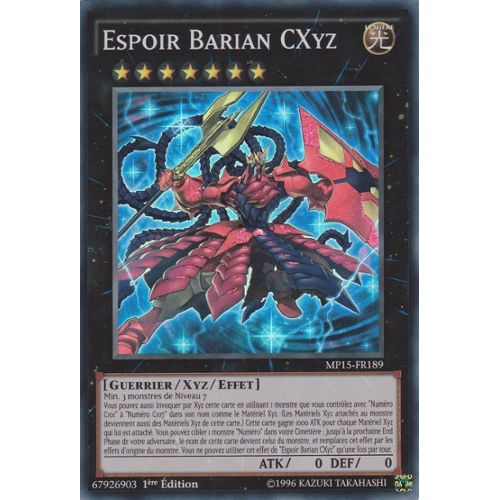 ESPOIR BARIAN CXYZ
LUMIÈRE
光
MP15-FR189
[GUERRIER/XYZ/EFFET]
Min. 3 monstres de Niveau 7
Vous pouvez aussi Invoquer par Xyz cette carte en utilisant 1 monstre que vous contrôlez avec "Numéro
C101" à "Numéro C107" dans son nom comme le Matériel Xyz. (Les Matériels Xyz attachés au monstre
deviennent aussi des Matériels Xyz de cette carte.) Cette carte gagne 1000 ATK pour chaque Matériel Xyz
qui lui est attaché. Vous pouvez cibler 1 monstre "Numéro" dans votre Cimetière ; jusqu'à la prochaine End
Phase de votre adversaire, le nom de cette carte devient celui du monstre, et remplacez cet effet par les
effets d'origine du monstre. Vous ne pouvez utiliser cet effet de "Espoir Barian CXyz" qu'une fois par tour.
ATK/ 0 DEF/ 0
67926903 1ère Édition ©1996 KAZUKI TAKAHASHI